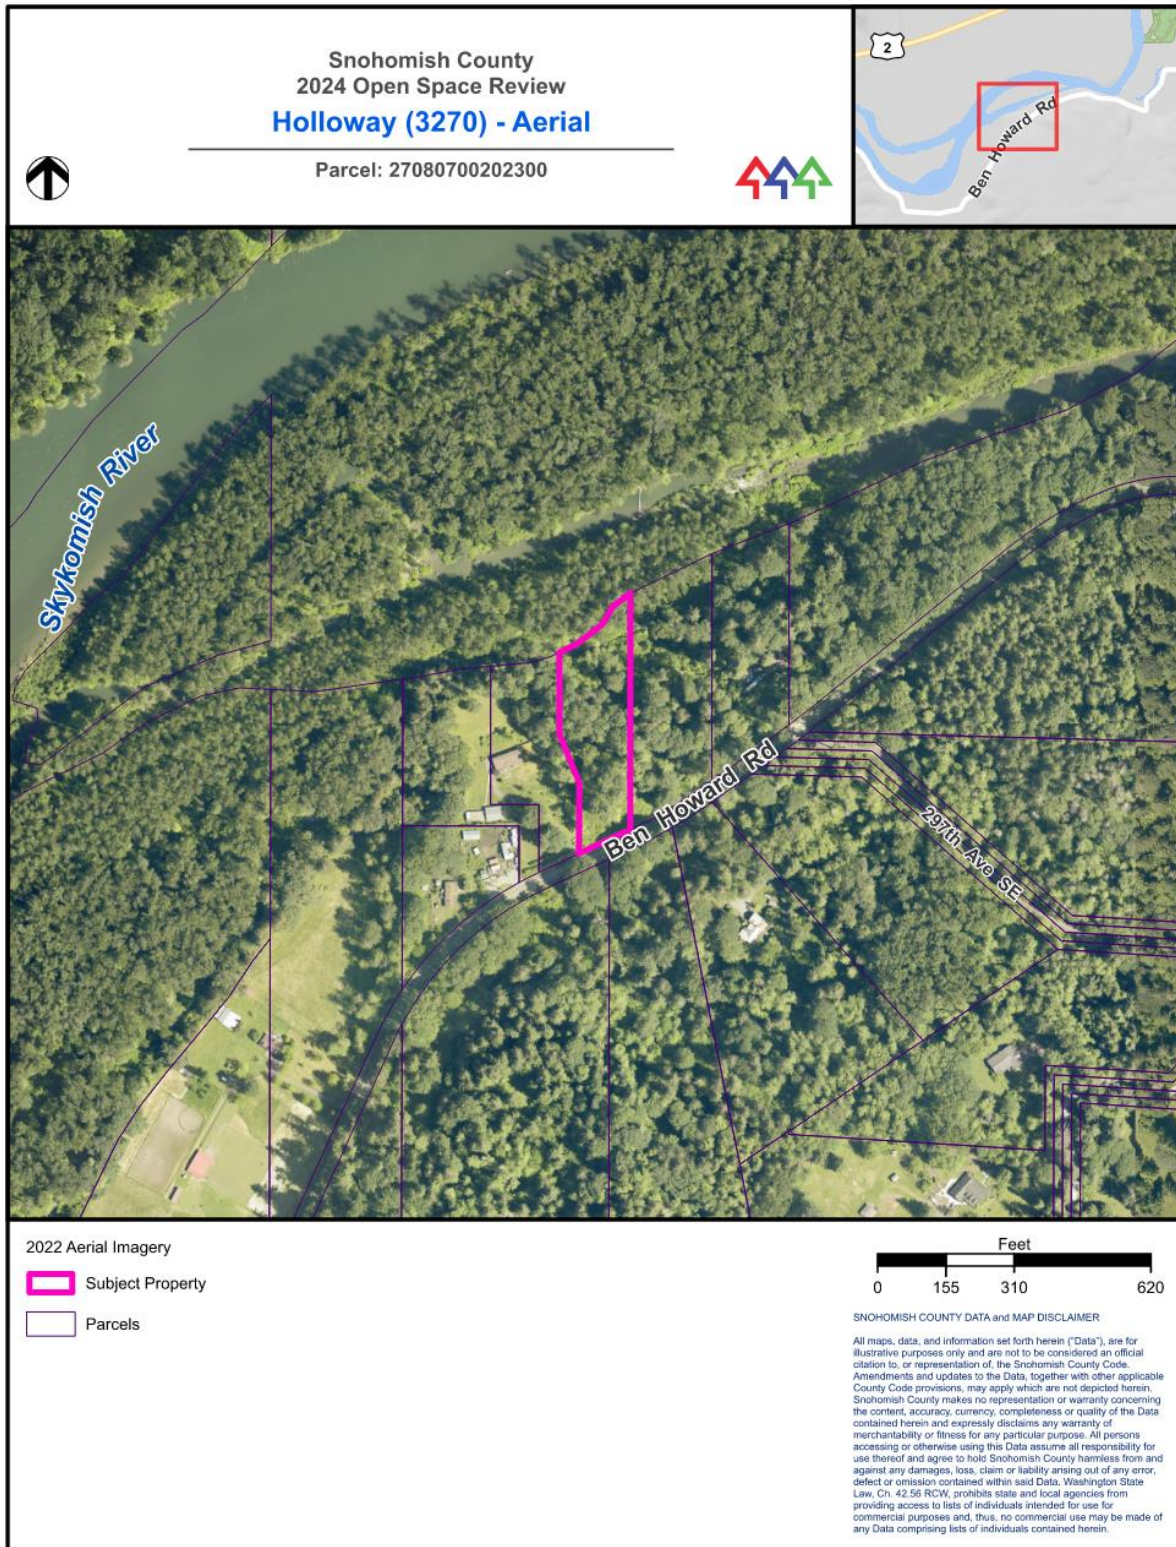 Snohomish County
2024 Open Space Review
Holloway (3270) - Aerial
Parcel: 27080700202300
2
Ben Howard Rd
Skykomish River
Ben Howard Rd
297th Ave SE
2022 Aerial Imagery
Subject Property
Parcels
Feet
0 155 310 620
SNOHOMISH COUNTY DATA and MAP DISCLAIMER
All maps, data, and information set forth herein ("Data"), are for
illustrative purposes only and are not to be considered an official
citation to, or representation of, the Snohomish County Code.
Amendments and updates to the Data, together with other applicable
County Code provisions, may apply which are not depicted herein.
Snohomish County makes no representation or warranty concerning
the content, accuracy, currency, completeness or quality of the Data
contained herein and expressly disclaims any warranty of
merchantability or fitness for any particular purpose. All persons
accessing or otherwise using this Data assume all responsibility for
use thereof and agree to hold Snohomish County harmless from and
against any damages, loss, claim or liability arising out of any error,
defect or omission contained within said Data. Washington State
Law, Ch. 42.56 RCW, prohibits state and local agencies from
providing access to lists of individuals intended for use for
commercial purposes and, thus, no commercial use may be made of
any Data comprising lists of individuals contained herein.